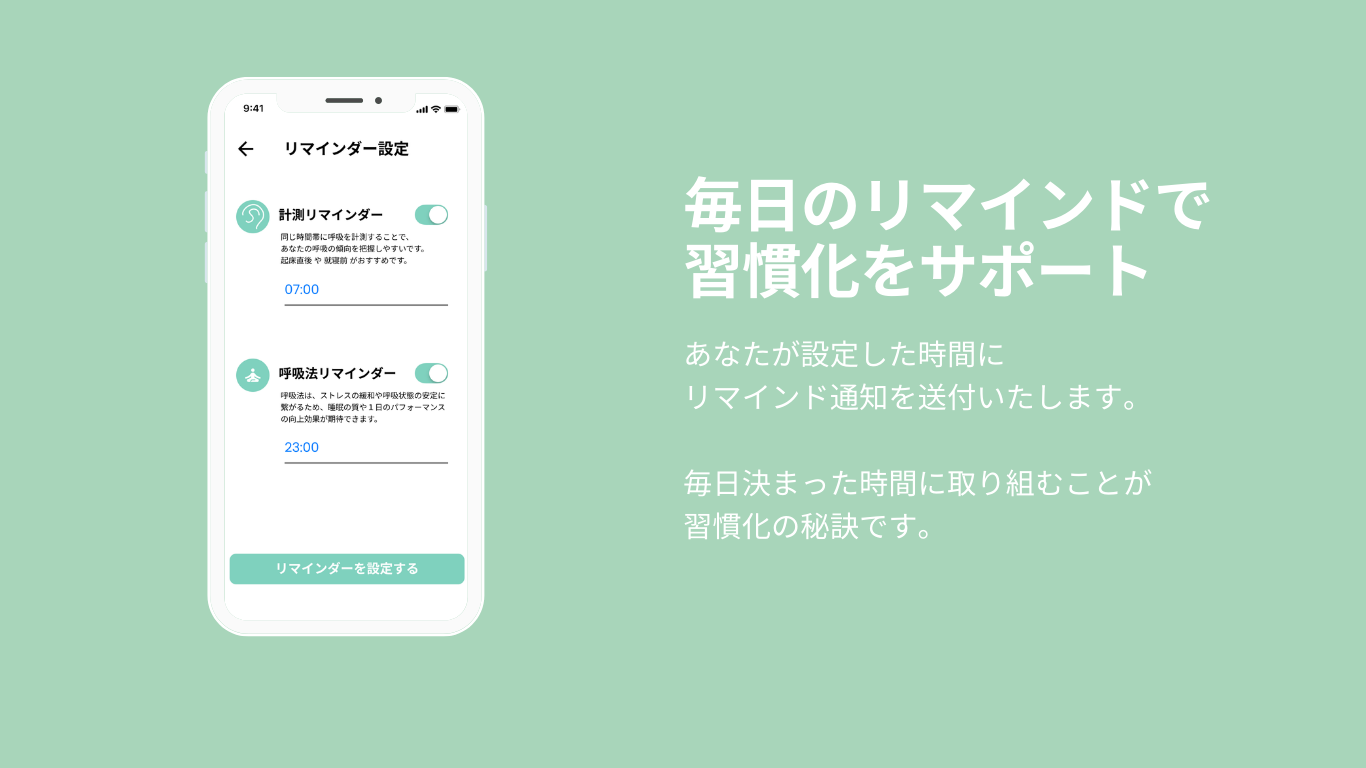 9:41
リマインダー設定
計測リマインダー
同じ時間帯に呼吸を計測することで、
あなたの呼吸の傾向を把握しやすいです。
起床直後 や 就寝前 がおすすめです。
07:00
呼吸法リマインダー
呼吸法は、ストレスの緩和や呼吸状態の安定に
繋がるため、睡眠の質や１日のパフォーマンス
の向上効果が期待できます。
23:00
リマインダーを設定する
毎日のリマインドで
習慣化をサポート
あなたが設定した時間に
リマインド通知を送付いたします。
毎日決まった時間に取り組むことが
習慣化の秘訣です。